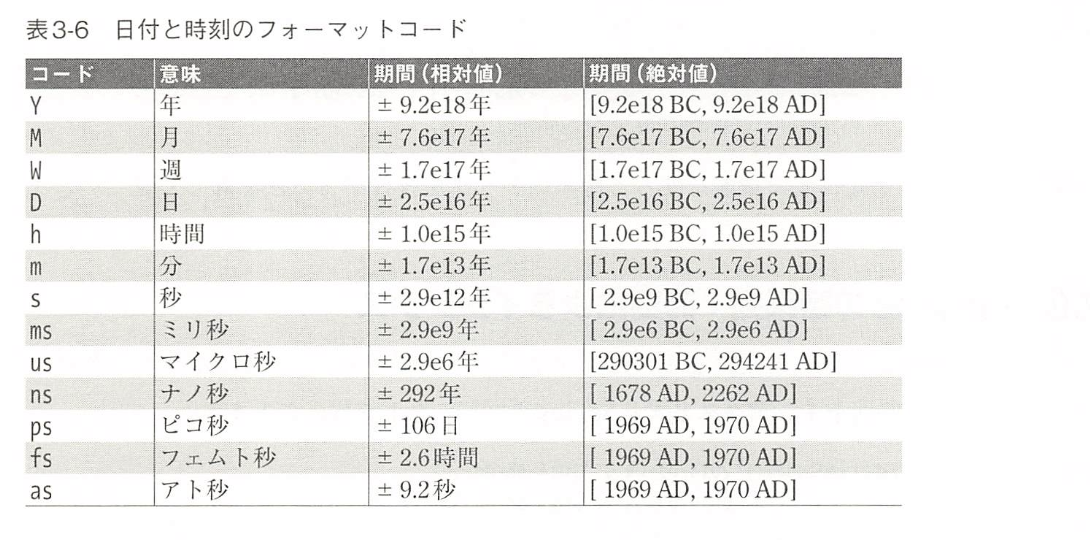 表3-6 日付と時刻のフォーマットコード
コード 意味 期間（相対値） 期間（絶対値）
Y 年 ± 9.2e18年 [9.2e18 BC, 9.2e18 AD]
M 月 ± 7.6e17年 [7.6e17 BC, 7.6e17 AD]
W 週 ± 1.7e17年 [1.7e17 BC, 1.7e17 AD]
D 日 ± 2.5e16年 [2.5e16 BC, 2.5e16 AD]
h 時間 ± 1.0e15年 [1.0e15 BC, 1.0e15 AD]
m 分 ± 1.7e13年 [1.7e13 BC, 1.7e13 AD]
s 秒 ± 2.9e12年 [ 2.9e9 BC, 2.9e9 AD]
ms ミリ秒 ± 2.9e9年 [ 2.9e6 BC, 2.9e6 AD]
us マイクロ秒 ± 2.9e6年 [290301 BC, 294241 AD]
ns ナノ秒 ± 292年 [ 1678 AD, 2262 AD]
ps ピコ秒 ± 106日 [ 1969 AD, 1970 AD]
fs フェムト秒 ± 2.6時間 [ 1969 AD, 1970 AD]
as アト秒 ± 9.2秒 [ 1969 AD, 1970 AD]